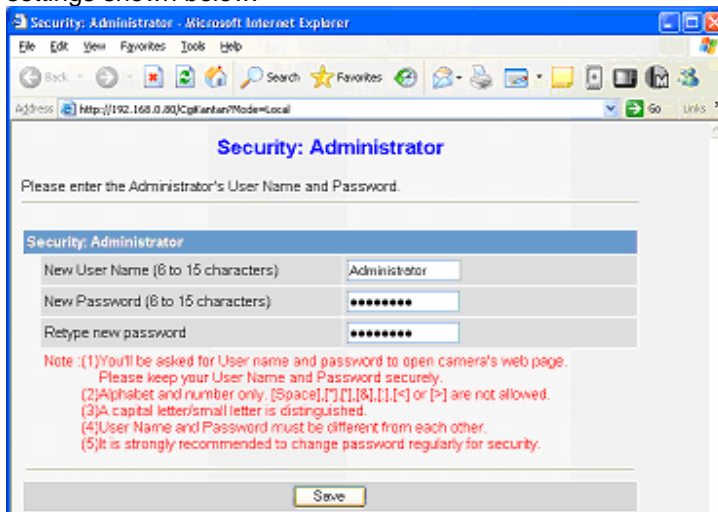 settings shown below.
Security: Administrator - Microsoft Internet Explorer
File Edit View Favorites Tools Help
Back Search Favorites
Address http://192.168.0.80/CgiKantan?Mode=Local Go Links
Security: Administrator
Please enter the Administrator's User Name and Password.
Security: Administrator
New User Name (6 to 15 characters) Administrator
New Password (6 to 15 characters) ••••••••
Retype new password ••••••••
Note :(1)You'll be asked for User name and password to open camera's web page.
Please keep your User Name and Password securely.
(2)Alphabet and number only. [Space],["],['],[&],[:],[<] or [>] are not allowed.
(3)A capital letter/small letter is distinguished.
(4)User Name and Password must be different from each other.
(5)It is strongly recommended to change password regularly for security.
Save